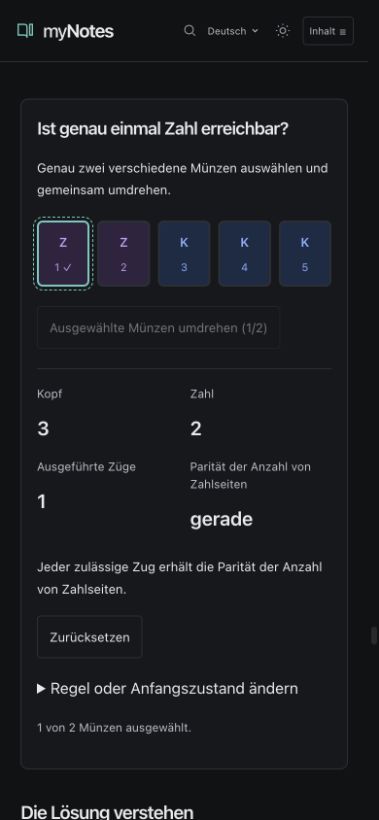 myNotes
Deutsch
Inhalt
Ist genau einmal Zahl erreichbar?
Genau zwei verschiedene Münzen auswählen und
gemeinsam umdrehen.
Z Z K K K
1 ✓ 2 3 4 5
Ausgewählte Münzen umdrehen (1/2)
Kopf Zahl
3 2
Ausgeführte Züge
Parität der Anzahl von
Zahlseiten
1
gerade
Jeder zulässige Zug erhält die Parität der Anzahl
von Zahlseiten.
Zurücksetzen
Regel oder Anfangszustand ändern
1 von 2 Münzen ausgewählt.
Die Lösung verstehen